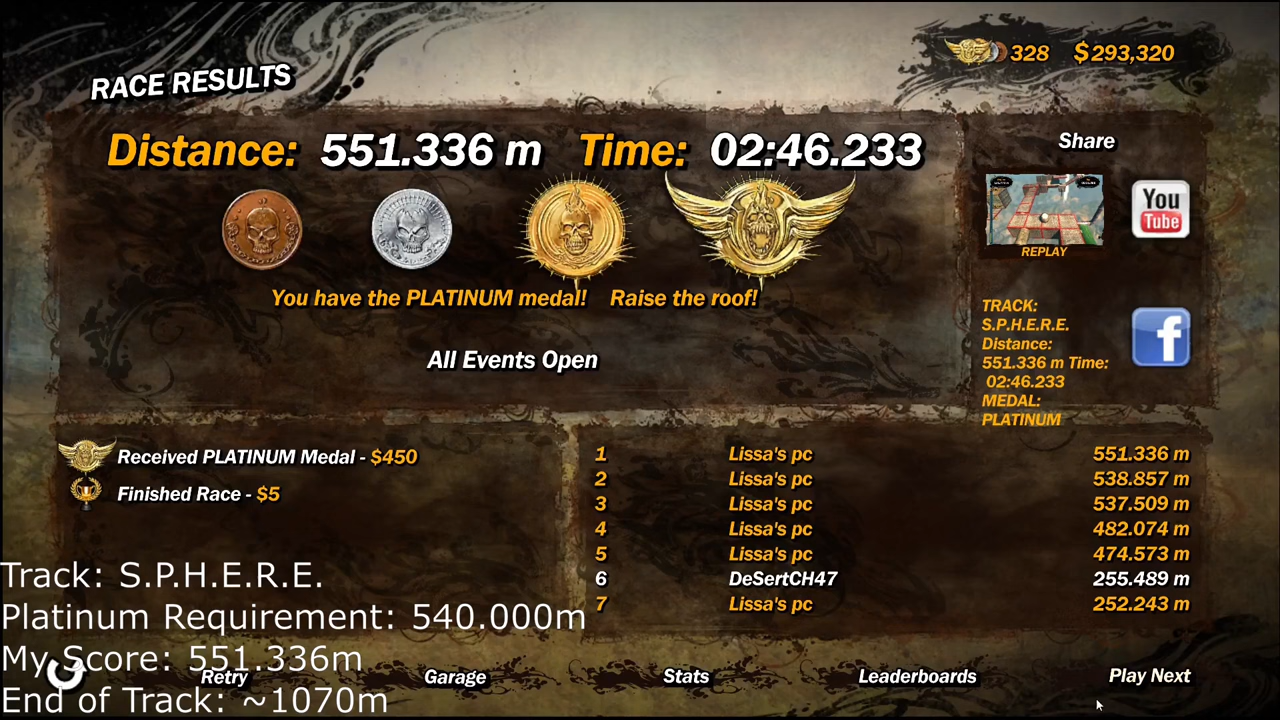 328 $293,320
RACE RESULTS
Distance: 551.336 m Time: 02:46.233
You have the PLATINUM medal! Raise the roof!
All Events Open
Share
REPLAY
You Tube
TRACK:
S.P.H.E.R.E.
Distance:
551.336 m Time:
02:46.233
MEDAL:
PLATINUM
f
Received PLATINUM Medal - $450
Finished Race - $5
1 Lissa's pc 551.336 m
2 Lissa's pc 538.857 m
3 Lissa's pc 537.509 m
4 Lissa's pc 482.074 m
5 Lissa's pc 474.573 m
6 DeSertCH47 255.489 m
7 Lissa's pc 252.243 m
Track: S.P.H.E.R.E.
Platinum Requirement: 540.000m
My Score: 551.336m
End of Track: ~1070m
Retry Garage Stats Leaderboards Play Next